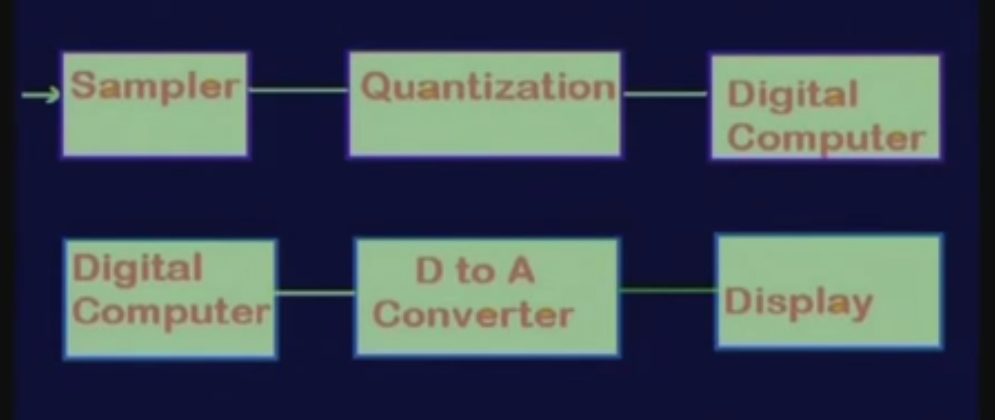 Sampler
Quantization
Digital
Computer
Digital
Computer
D to A
Converter
Display